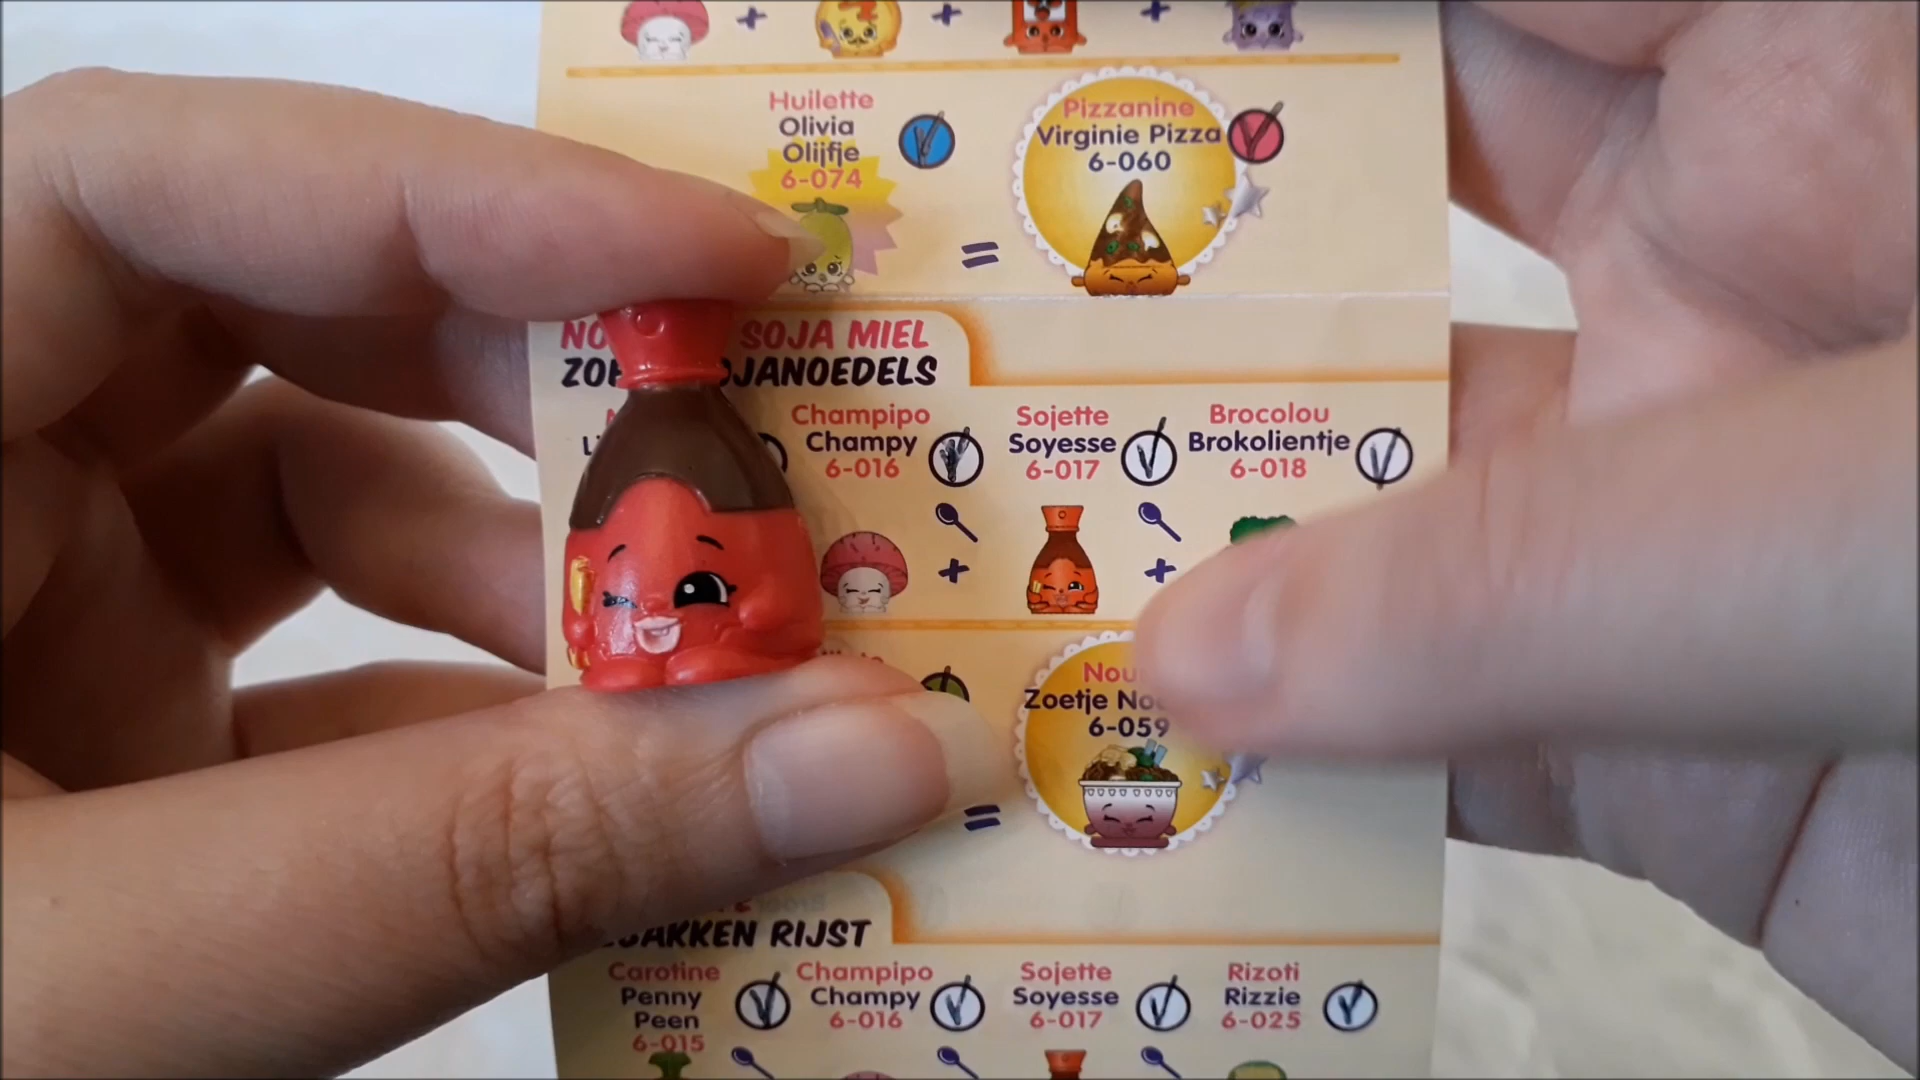 Huilette
Olivia
Olijfje
6-074
Pizzanine
Virginie Pizza
6-060
SOJA MIEL
Champipo
Champy
6-016
Sojette
Soyesse
6-017
Brocolou
Brokolientje
6-018
Zoetje
6-059
RIJST
Carotine
Penny
Peen
6-015
Champipo
Champy
6-016
Sojette
Soyesse
6-017
Rizoti
Rizzie
6-025